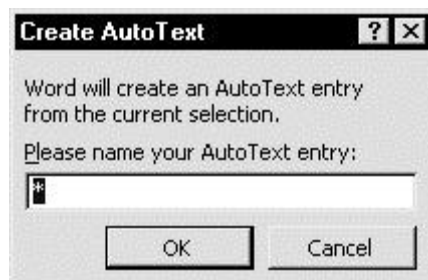 Create AutoText ? ×
Word will create an AutoText entry
from the current selection.
Please name your AutoText entry:
*
OK Cancel